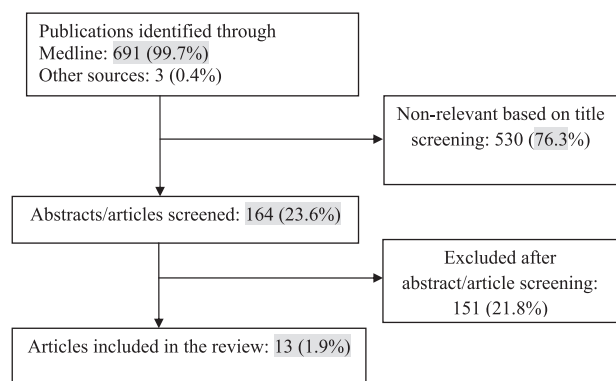 Publications identified through
Medline: 691 (99.7%)
Other sources: 3 (0.4%)
Non-relevant based on title
screening: 530 (76.3%)
Abstracts/articles screened: 164 (23.6%)
Excluded after
abstract/article screening:
151 (21.8%)
Articles included in the review: 13 (1.9%)